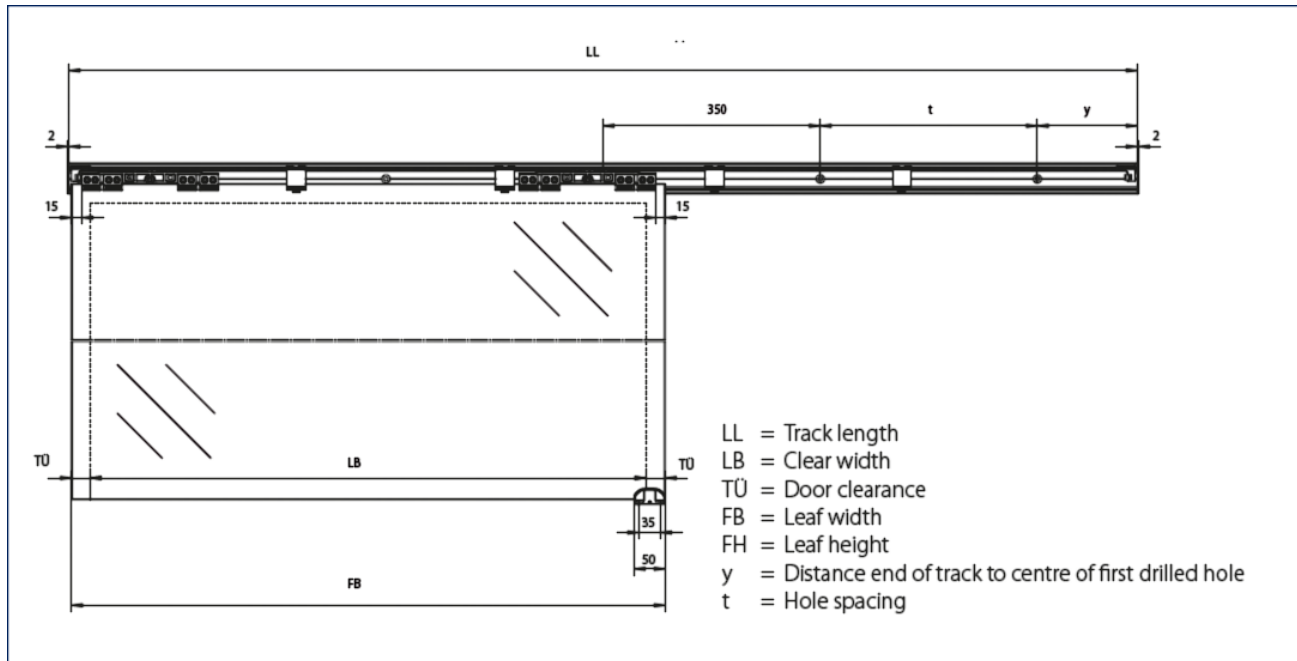 LL
350
t
y
2
2
15
15
TÜ
LB
TÜ
35
50
FB
LL = Track length
LB = Clear width
TÜ = Door clearance
FB = Leaf width
FH = Leaf height
y = Distance end of track to centre of first drilled hole
t = Hole spacing